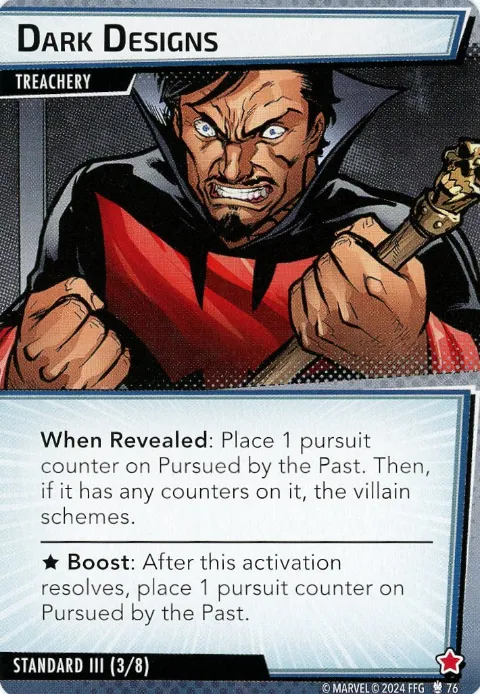 DARK DESIGNS
TREACHERY
When Revealed: Place 1 pursuit
counter on Pursued by the Past. Then,
if it has any counters on it, the villain
schemes.
★ Boost: After this activation
resolves, place 1 pursuit counter on
Pursued by the Past.
STANDARD III (3/8)
© MARVEL © 2024 FFG 76